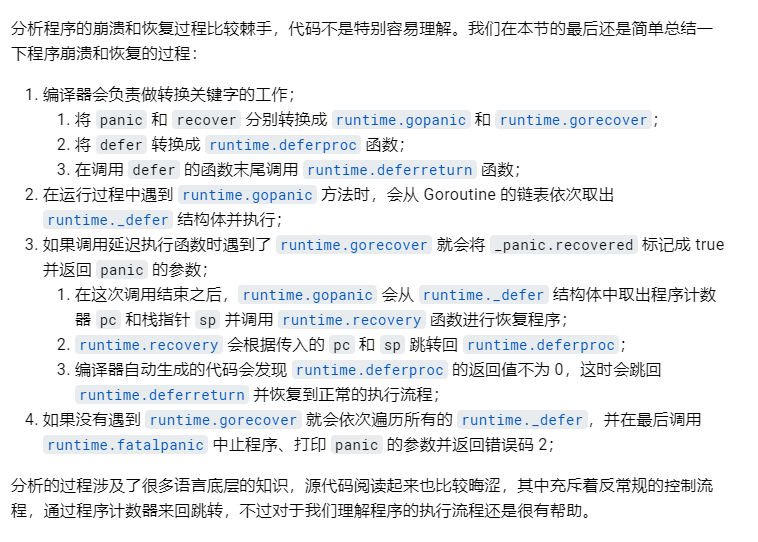 分析程序的崩溃和恢复过程比较棘手，代码不是特别容易理解。我们在本节的最后还是简单总结一
下程序崩溃和恢复的过程：
1. 编译器会负责做转换关键字的工作；
1. 将 panic 和 recover 分别转换成 runtime.gopanic 和 runtime.gorecover；
2. 将 defer 转换成 runtime.deferproc 函数；
3. 在调用 defer 的函数末尾调用 runtime.deferreturn 函数；
2. 在运行过程中遇到 runtime.gopanic 方法时，会从 Goroutine 的链表依次取出
runtime._defer 结构体并执行；
3. 如果调用延迟执行函数时遇到了 runtime.gorecover 就会将 _panic.recovered 标记成 true
并返回 panic 的参数；
1. 在这次调用结束之后，runtime.gopanic 会从 runtime._defer 结构体中取出程序计数
器 pc 和栈指针 sp 并调用 runtime.recovery 函数进行恢复程序；
2. runtime.recovery 会根据传入的 pc 和 sp 跳转回 runtime.deferproc；
3. 编译器自动生成的代码会发现 runtime.deferproc 的返回值不为 0，这时会跳回
runtime.deferreturn 并恢复到正常的执行流程；
4. 如果没有遇到 runtime.gorecover 就会依次遍历所有的 runtime._defer，并在最后调用
runtime.fatalpanic 中止程序、打印 panic 的参数并返回错误码 2；
分析的过程涉及了很多语言底层的知识，源代码阅读起来也比较晦涩，其中充斥着反常规的控制流
程，通过程序计数器来回跳转，不过对于我们理解程序的执行流程还是很有帮助。